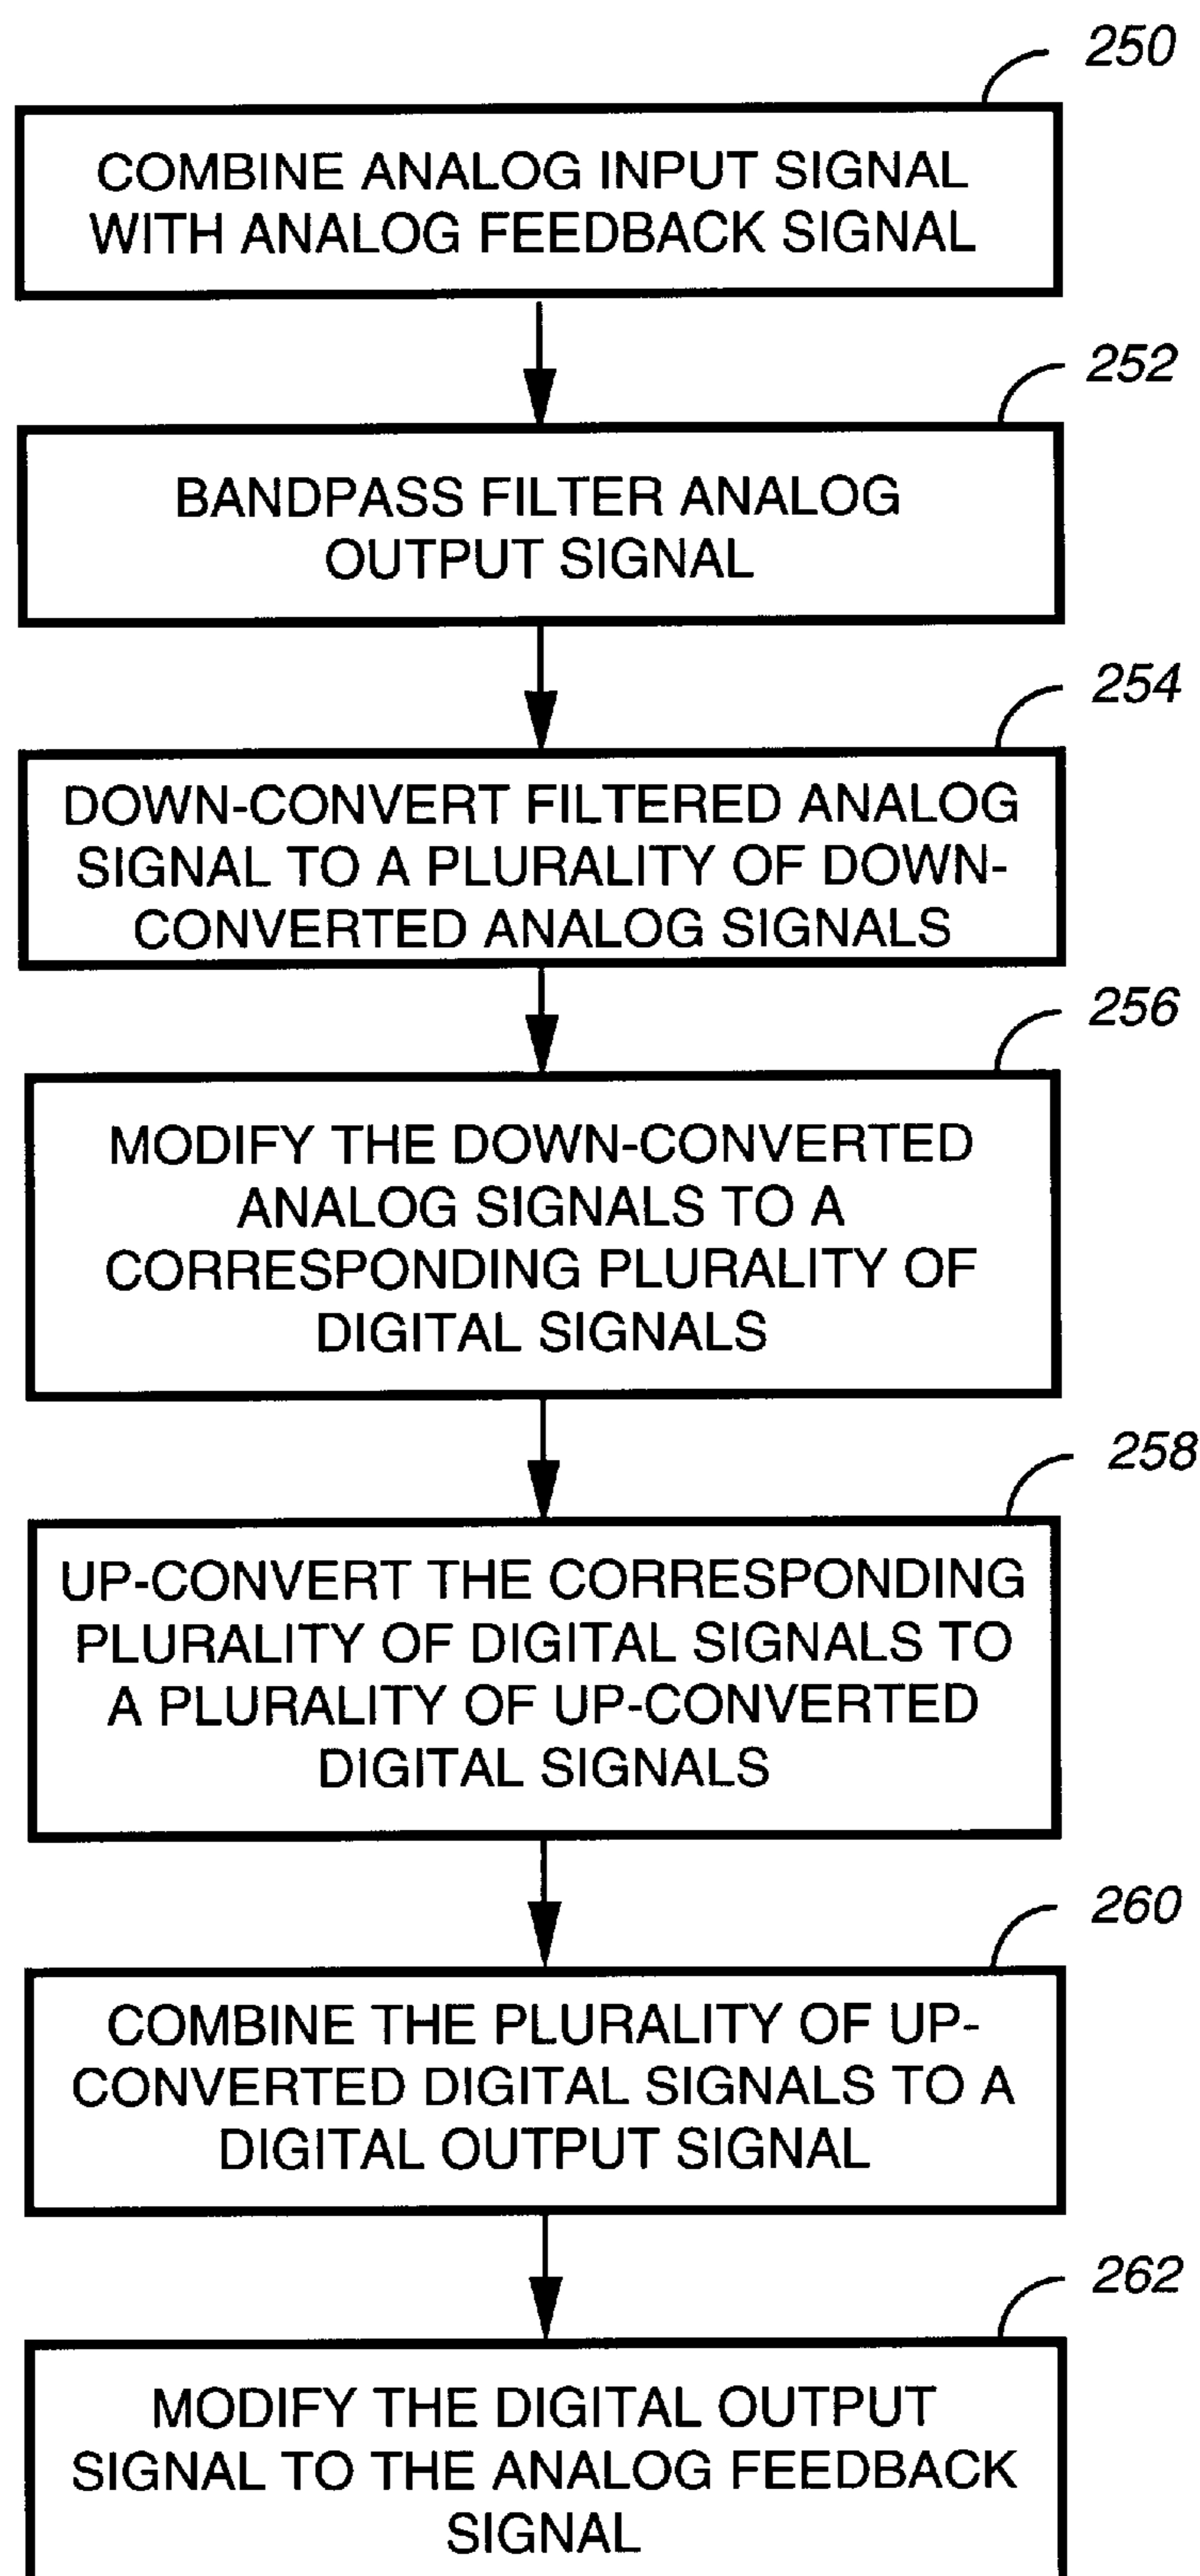 250
COMBINE ANALOG INPUT SIGNAL
WITH ANALOG FEEDBACK SIGNAL
252
BANDPASS FILTER ANALOG
OUTPUT SIGNAL
254
DOWN-CONVERT FILTERED ANALOG
SIGNAL TO A PLURALITY OF DOWN-
CONVERTED ANALOG SIGNALS
256
MODIFY THE DOWN-CONVERTED
ANALOG SIGNALS TO A
CORRESPONDING PLURALITY OF
DIGITAL SIGNALS
258
UP-CONVERT THE CORRESPONDING
PLURALITY OF DIGITAL SIGNALS TO
A PLURALITY OF UP-CONVERTED
DIGITAL SIGNALS
260
COMBINE THE PLURALITY OF UP-
CONVERTED DIGITAL SIGNALS TO A
DIGITAL OUTPUT SIGNAL
262
MODIFY THE DIGITAL OUTPUT
SIGNAL TO THE ANALOG FEEDBACK
SIGNAL